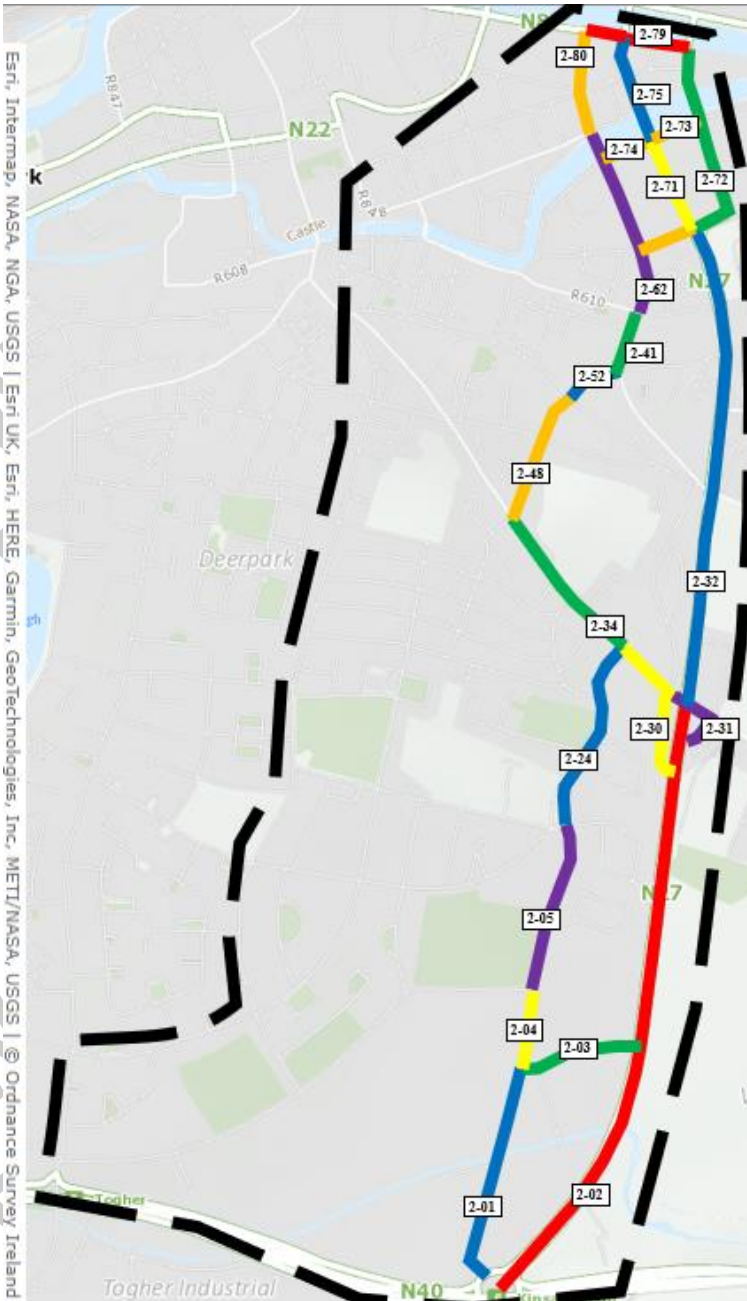 N8
2-79
2-80
R847
2-75
N22
2-73
2-74
k
2-71
2-72
R848
Castle
R608
N27
2-62
R610
2-41
2-52
2-48
Deerpark
2-32
gh
2-34
2-30
2-31
2-24
N27
2-05
2-04
2-03
2-02
Togher
2-01
Togher Industrial
N40
Kins
Esri, Intermap, NASA, NGA, USGS | Esri UK, Esri, HERE, Garmin, GeoTechnologies, Inc, METI/NASA, USGS | © Ordnance Survey Ireland